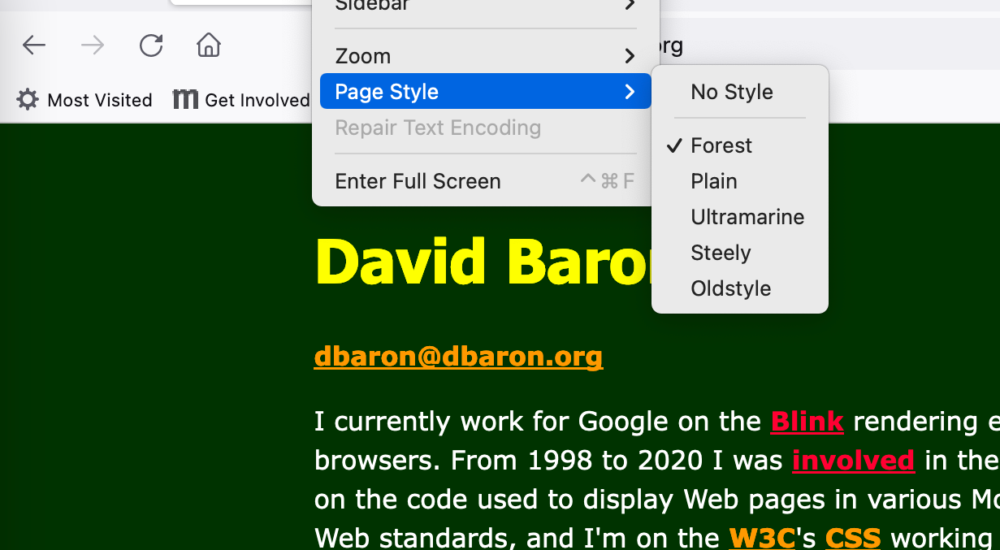 Sidebar
Zoom
org
Page Style
No Style
Most Visited
Get Involved
Repair Text Encoding
Forest
Enter Full Screen ^⌘F
Plain
Ultramarine
Steely
Oldstyle
David Baron
dbaron@dbaron.org
I currently work for Google on the Blink rendering
browsers. From 1998 to 2020 I was involved in the
on the code used to display Web pages in various
Web standards, and I'm on the W3C's CSS working